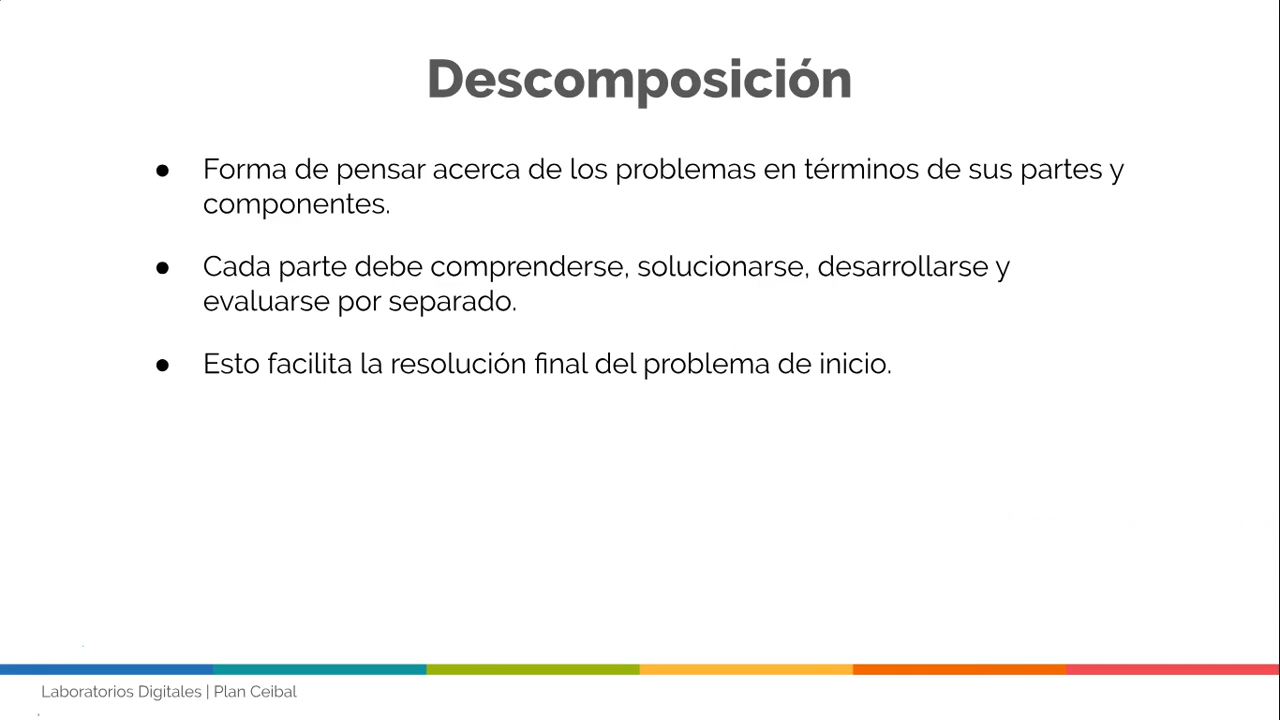 Descomposición
● Forma de pensar acerca de los problemas en términos de sus partes y
componentes.
● Cada parte debe comprenderse, solucionarse, desarrollarse y
evaluarse por separado.
● Esto facilita la resolución final del problema de inicio.
Laboratorios Digitales | Plan Ceibal